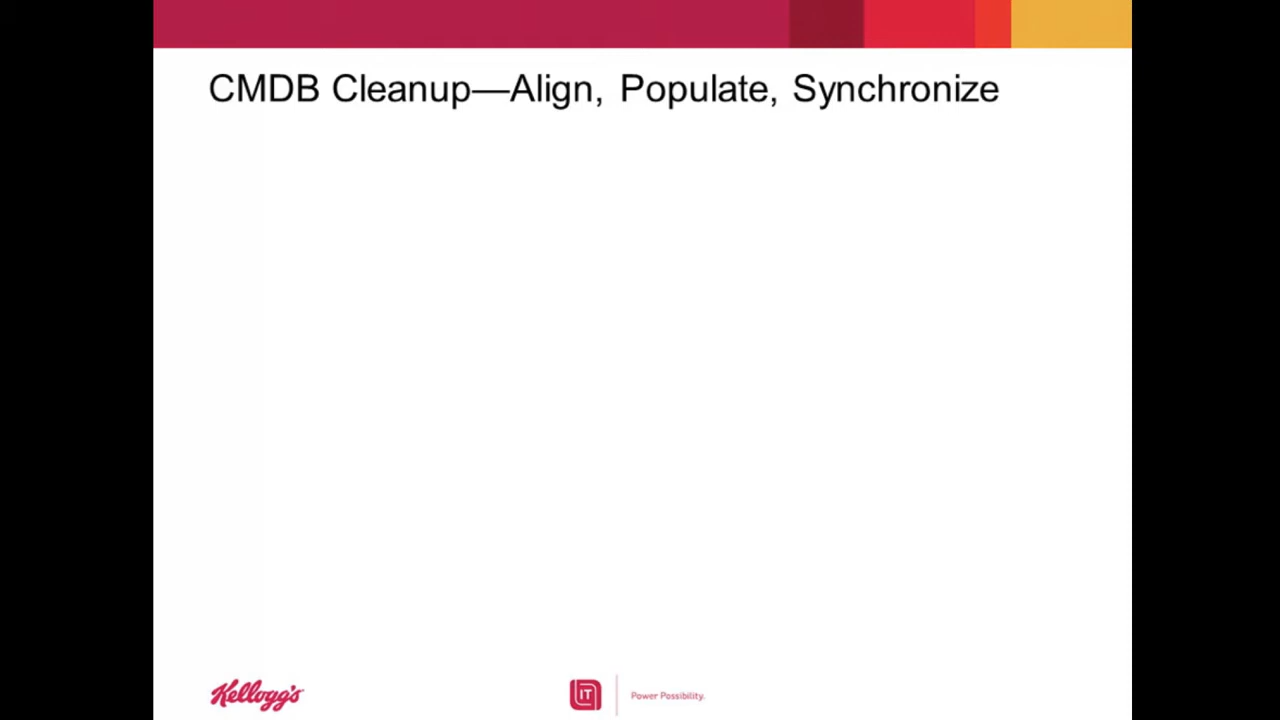 CMDB Cleanup—Align, Populate, Synchronize
Kellogg's
IT
Power Possibility.